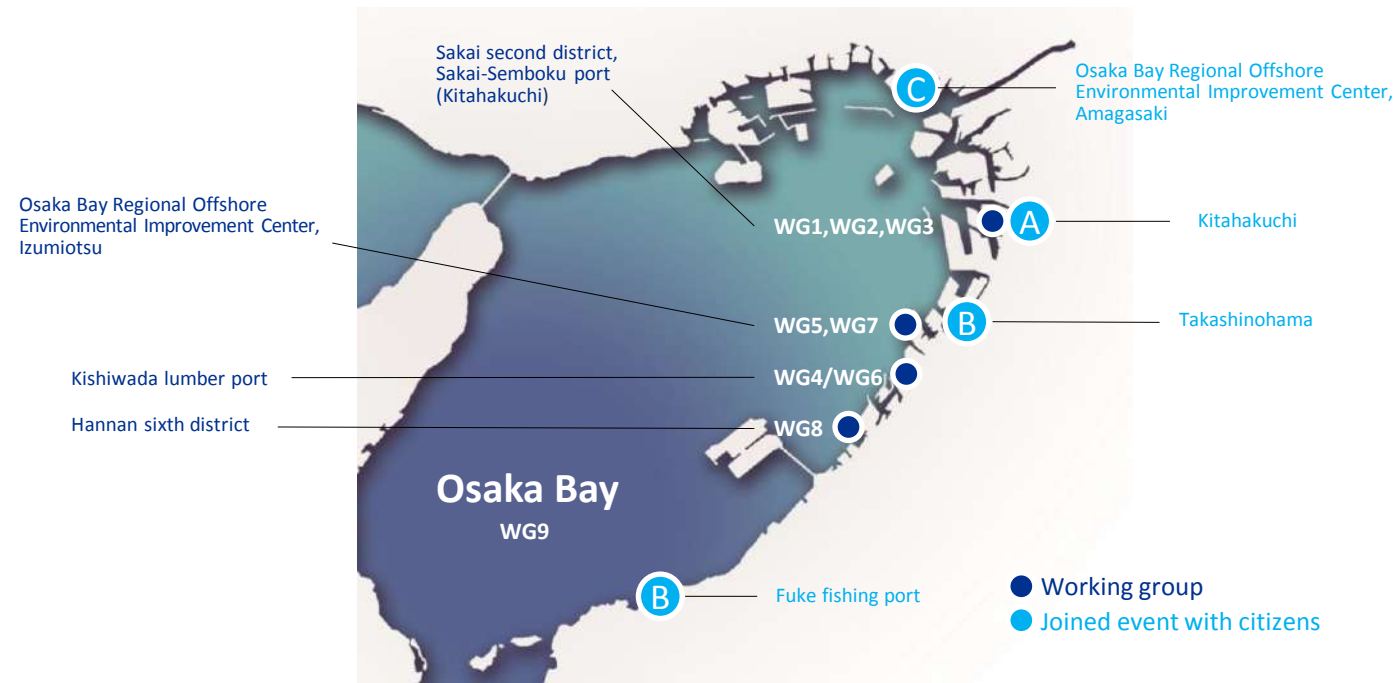 Sakai second district,
Sakai-Semboku port
(Kitahakuchi)
C
Osaka Bay Regional Offshore
Environmental Improvement Center,
Amagasaki
Osaka Bay Regional Offshore
Environmental Improvement Center,
Izumiotsu
WG1,WG2,WG3
A
Kitahakuchi
WG5,WG7
B
Takashinohama
Kishiwada lumber port
WG4/WG6
Hannan sixth district
WG8
Osaka Bay
WG9
B
Fuke fishing port
Working group
Joined event with citizens